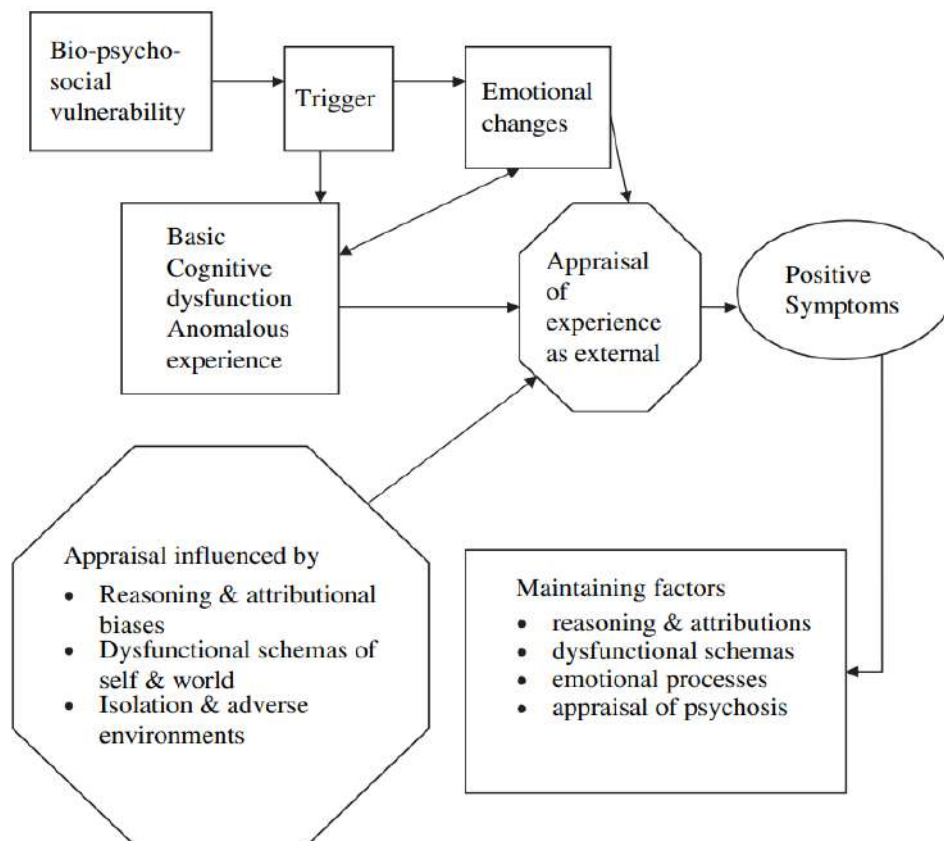 Bio-psycho-
social
vulnerability
Trigger
Emotional
changes
Basic
Cognitive
dysfunction
Anomalous
experience
Appraisal
of
experience
as external
Positive
Symptoms
Appraisal influenced by
• Reasoning & attributional
biases
• Dysfunctional schemas of
self & world
• Isolation & adverse
environments
Maintaining factors
• reasoning & attributions
• dysfunctional schemas
• emotional processes
• appraisal of psychosis